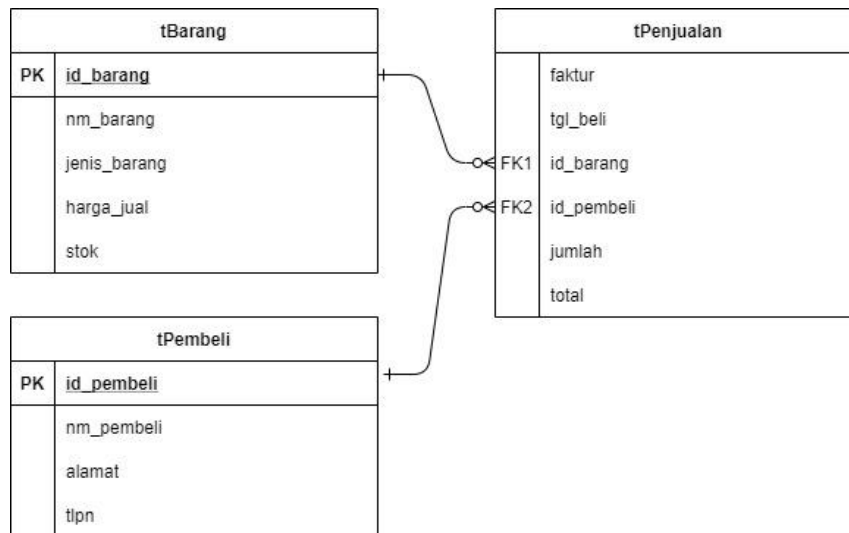 tBarang
PK id_barang
nm_barang
jenis_barang
harga_jual
stok
tPenjualan
faktur
tgl_beli
FK1 id_barang
FK2 id_pembeli
jumlah
total
tPembeli
PK id_pembeli
nm_pembeli
alamat
tlpn